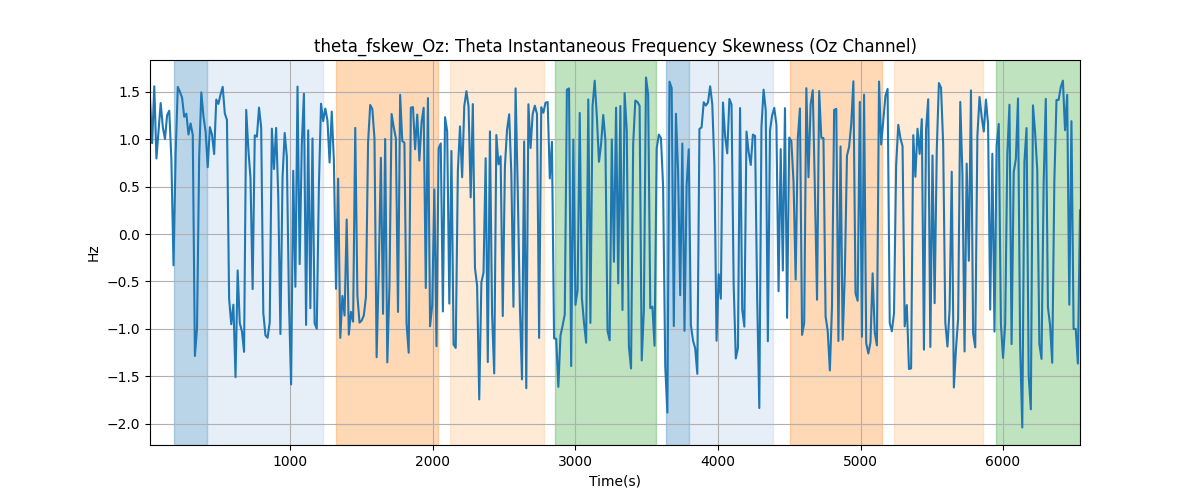 theta_fskew_Oz: Theta Instantaneous Frequency Skewness (Oz Channel)
1.5
1.0
0.5
0.0
−0.5
−1.0
−1.5
−2.0
Hz
1000 2000 3000 4000 5000 6000
Time(s)